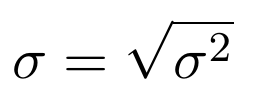 σ = √σ²